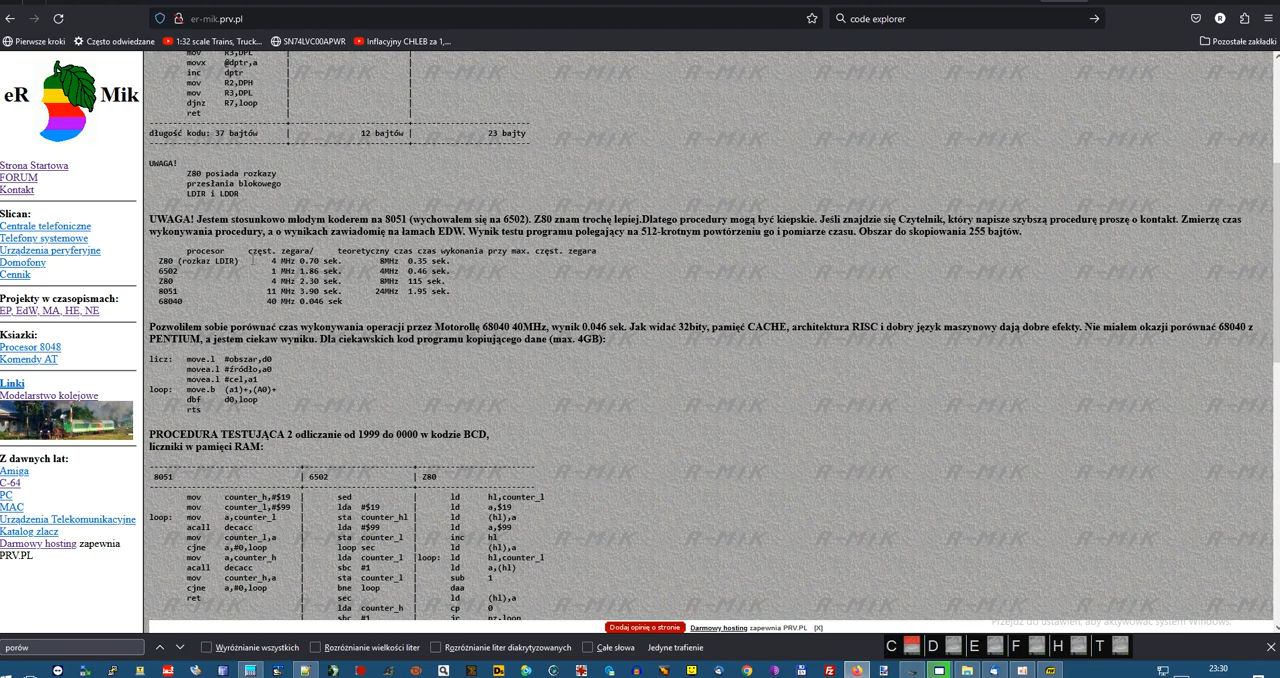 er-mik.prv.pl
code explorer
Pierwsze kroki
Często odwiedzane
1:32 scale Trains, Truck...
SN74LVC00APWR
Inflacyjny CHLEB za 1,...
Pozostałe zakładki
eR Mik
Strona Startowa
FORUM
Kontakt
Slican:
Centrale telefoniczne
Telefony systemowe
Urządzenia peryferyjne
Domofony
Cennik
Projekty w czasopismach:
EP, EdW, MA, HE, NE
Ksiazki:
Procesor 8048
Komendy AT
Linki
Modelarstwo kolejowe
Z dawnych lat:
Amiga
C-64
PC
MAC
Urządzenia Telekomunikacyjne
Katalog zlacz
Darmowy hosting zapewnia
PRV.PL
mov R3,DPL | |
movx @dptr,a | |
inc dptr | |
mov R2,DPH | |
mov R3,DPL | |
djnz R7,loop | |
ret | |
długość kodu: 37 bajtów | 12 bajtów | 23 bajty
UWAGA!
Z80 posiada rozkazy
przesłania blokowego
LDIR i LDDR
UWAGA! Jestem stosunkowo młodym koderem na 8051 (wychowałem się na 6502). Z80 znam trochę lepiej.Dlatego procedury mogą być kiepskie. Jeśli znajdzie się Czytelnik, który napisze szybszą procedurę proszę o kontakt. Zmierzę czas
wykonywania procedury, a o wynikach zawiadomię na łamach EDW. Wynik testu programu polegający na 512-krotnym powtórzeniu go i pomiarze czasu. Obszar do skopiowania 255 bajtów.
procesor częst. zegara/ teoretyczny czas czas wykonania przy max. częst. zegara
Z80 (rozkaz LDIR) 4 MHz 0.70 sek. 8MHz 0.35 sek.
6502 1 MHz 1.86 sek. 4MHz 0.46 sek.
Z80 4 MHz 2.30 sek. 8MHz 115 sek.
8051 11 MHz 3.90 sek. 24MHz 1.95 sek.
68040 40 MHz 0.046 sek
Pozwoliłem sobie porównać czas wykonywania operacji przez Motorollę 68040 40MHz, wynik 0.046 sek. Jak widać 32bity, pamięć CACHE, architektura RISC i dobry język maszynowy dają dobre efekty. Nie miałem okazji porównać 68040 z
PENTIUM, a jestem ciekaw wyniku. Dla ciekawskich kod programu kopiującego dane (max. 4GB):
licz: move.l #obszar,d0
movea.l #źródło,a0
movea.l #cel,a1
loop: move.b (a1)+,(A0)+
dbf d0,loop
rts
PROCEDURA TESTUJĄCA 2 odliczanie od 1999 do 0000 w kodzie BCD,
liczniki w pamięci RAM:
8051 | 6502 | Z80
mov counter_h,#$19 | sed | ld hl,counter_l
mov counter_l,#$99 | lda #$19 | ld a,$19
loop: mov a,counter_l | sta counter_hl | ld (hl),a
acall decacc | lda #$99 | ld a,$99
mov counter_l,a | sta counter_l | inc hl
cjne a,#0,loop | loop sec | ld (hl),a
mov a,counter_h | lda counter_l |loop: ld hl,counter_l
acall decacc | sbc #1 | ld a,(hl)
mov counter_h,a | sta counter_l | sub 1
cjne a,#0,loop | bne loop | daa
ret | sec | ld (hl),a
| lda counter_h | cp 0
| sbc #1 | jr nz,loop
Dodaj opinię o stronie Darmowy hosting zapewnia PRV.PL [X]
Przejdź do ustawień, aby aktywować system Windows.
porów
Wyróżnianie wszystkich
Rozróżnianie wielkości liter
Rozróżnianie liter diakrytyzowanych
Całe słowa
Jedyne trafienie
C D E F H T
23:30